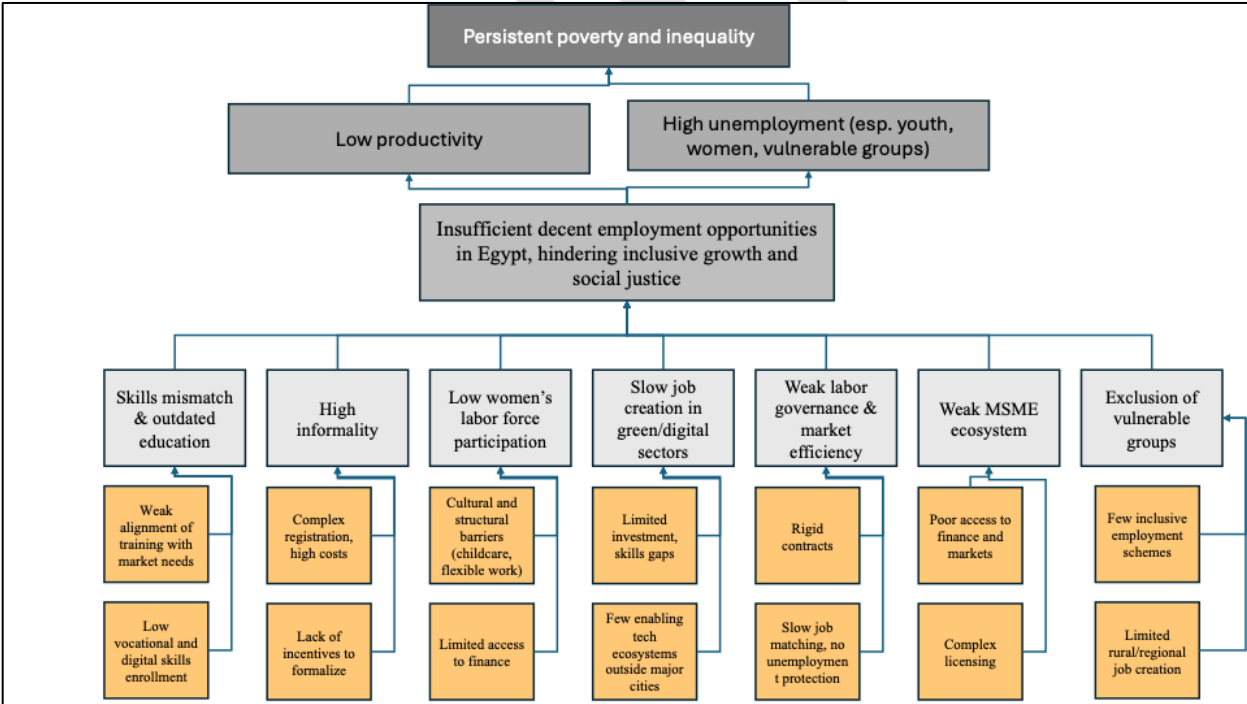 Persistent poverty and inequality
Low productivity
High unemployment (esp. youth,
women, vulnerable groups)
Insufficient decent employment opportunities
in Egypt, hindering inclusive growth and
social justice
Skills mismatch
& outdated
education
High
informality
Low women’s
labor force
participation
Slow job
creation in
green/digital
sectors
Weak labor
governance &
market
efficiency
Weak MSME
ecosystem
Exclusion of
vulnerable
groups
Weak
alignment of
training with
market needs
Complex
registration,
high costs
Cultural and
structural
barriers
(childcare,
flexible work)
Limited
investment,
skills gaps
Rigid
contracts
Poor access to
finance and
markets
Few inclusive
employment
schemes
Low
vocational and
digital skills
enrollment
Lack of
incentives to
formalize
Limited access
to finance
Few enabling
tech
ecosystems
outside major
cities
Slow job
matching, no
unemploymen
t protection
Complex
licensing
Limited
rural/regional
job creation